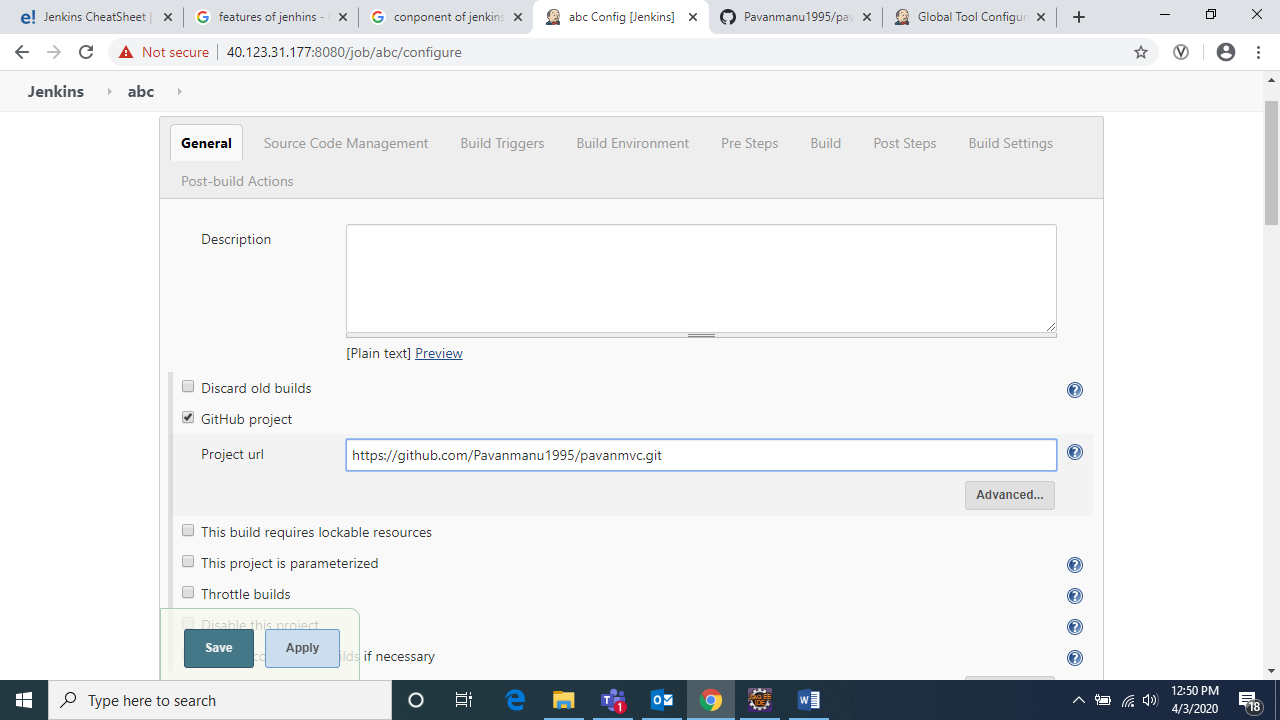 Jenkins CheatSheet |
features of jenhins -
conponent of jenkins
abc Config [Jenkins]
Pavanmanu1995/pav
Global Tool Configur
Not secure
40.123.31.177:8080/job/abc/configure
Jenkins
abc
General
Source Code Management
Build Triggers
Build Environment
Pre Steps
Build
Post Steps
Build Settings
Post-build Actions
Description
[Plain text] Preview
Discard old builds
GitHub project
Project url
https://github.com/Pavanmanu1995/pavanmvc.git
Advanced...
This build requires lockable resources
This project is parameterized
Throttle builds
Disable this project
Save
Apply
if necessary
Type here to search
12:50 PM
4/3/2020
1
18